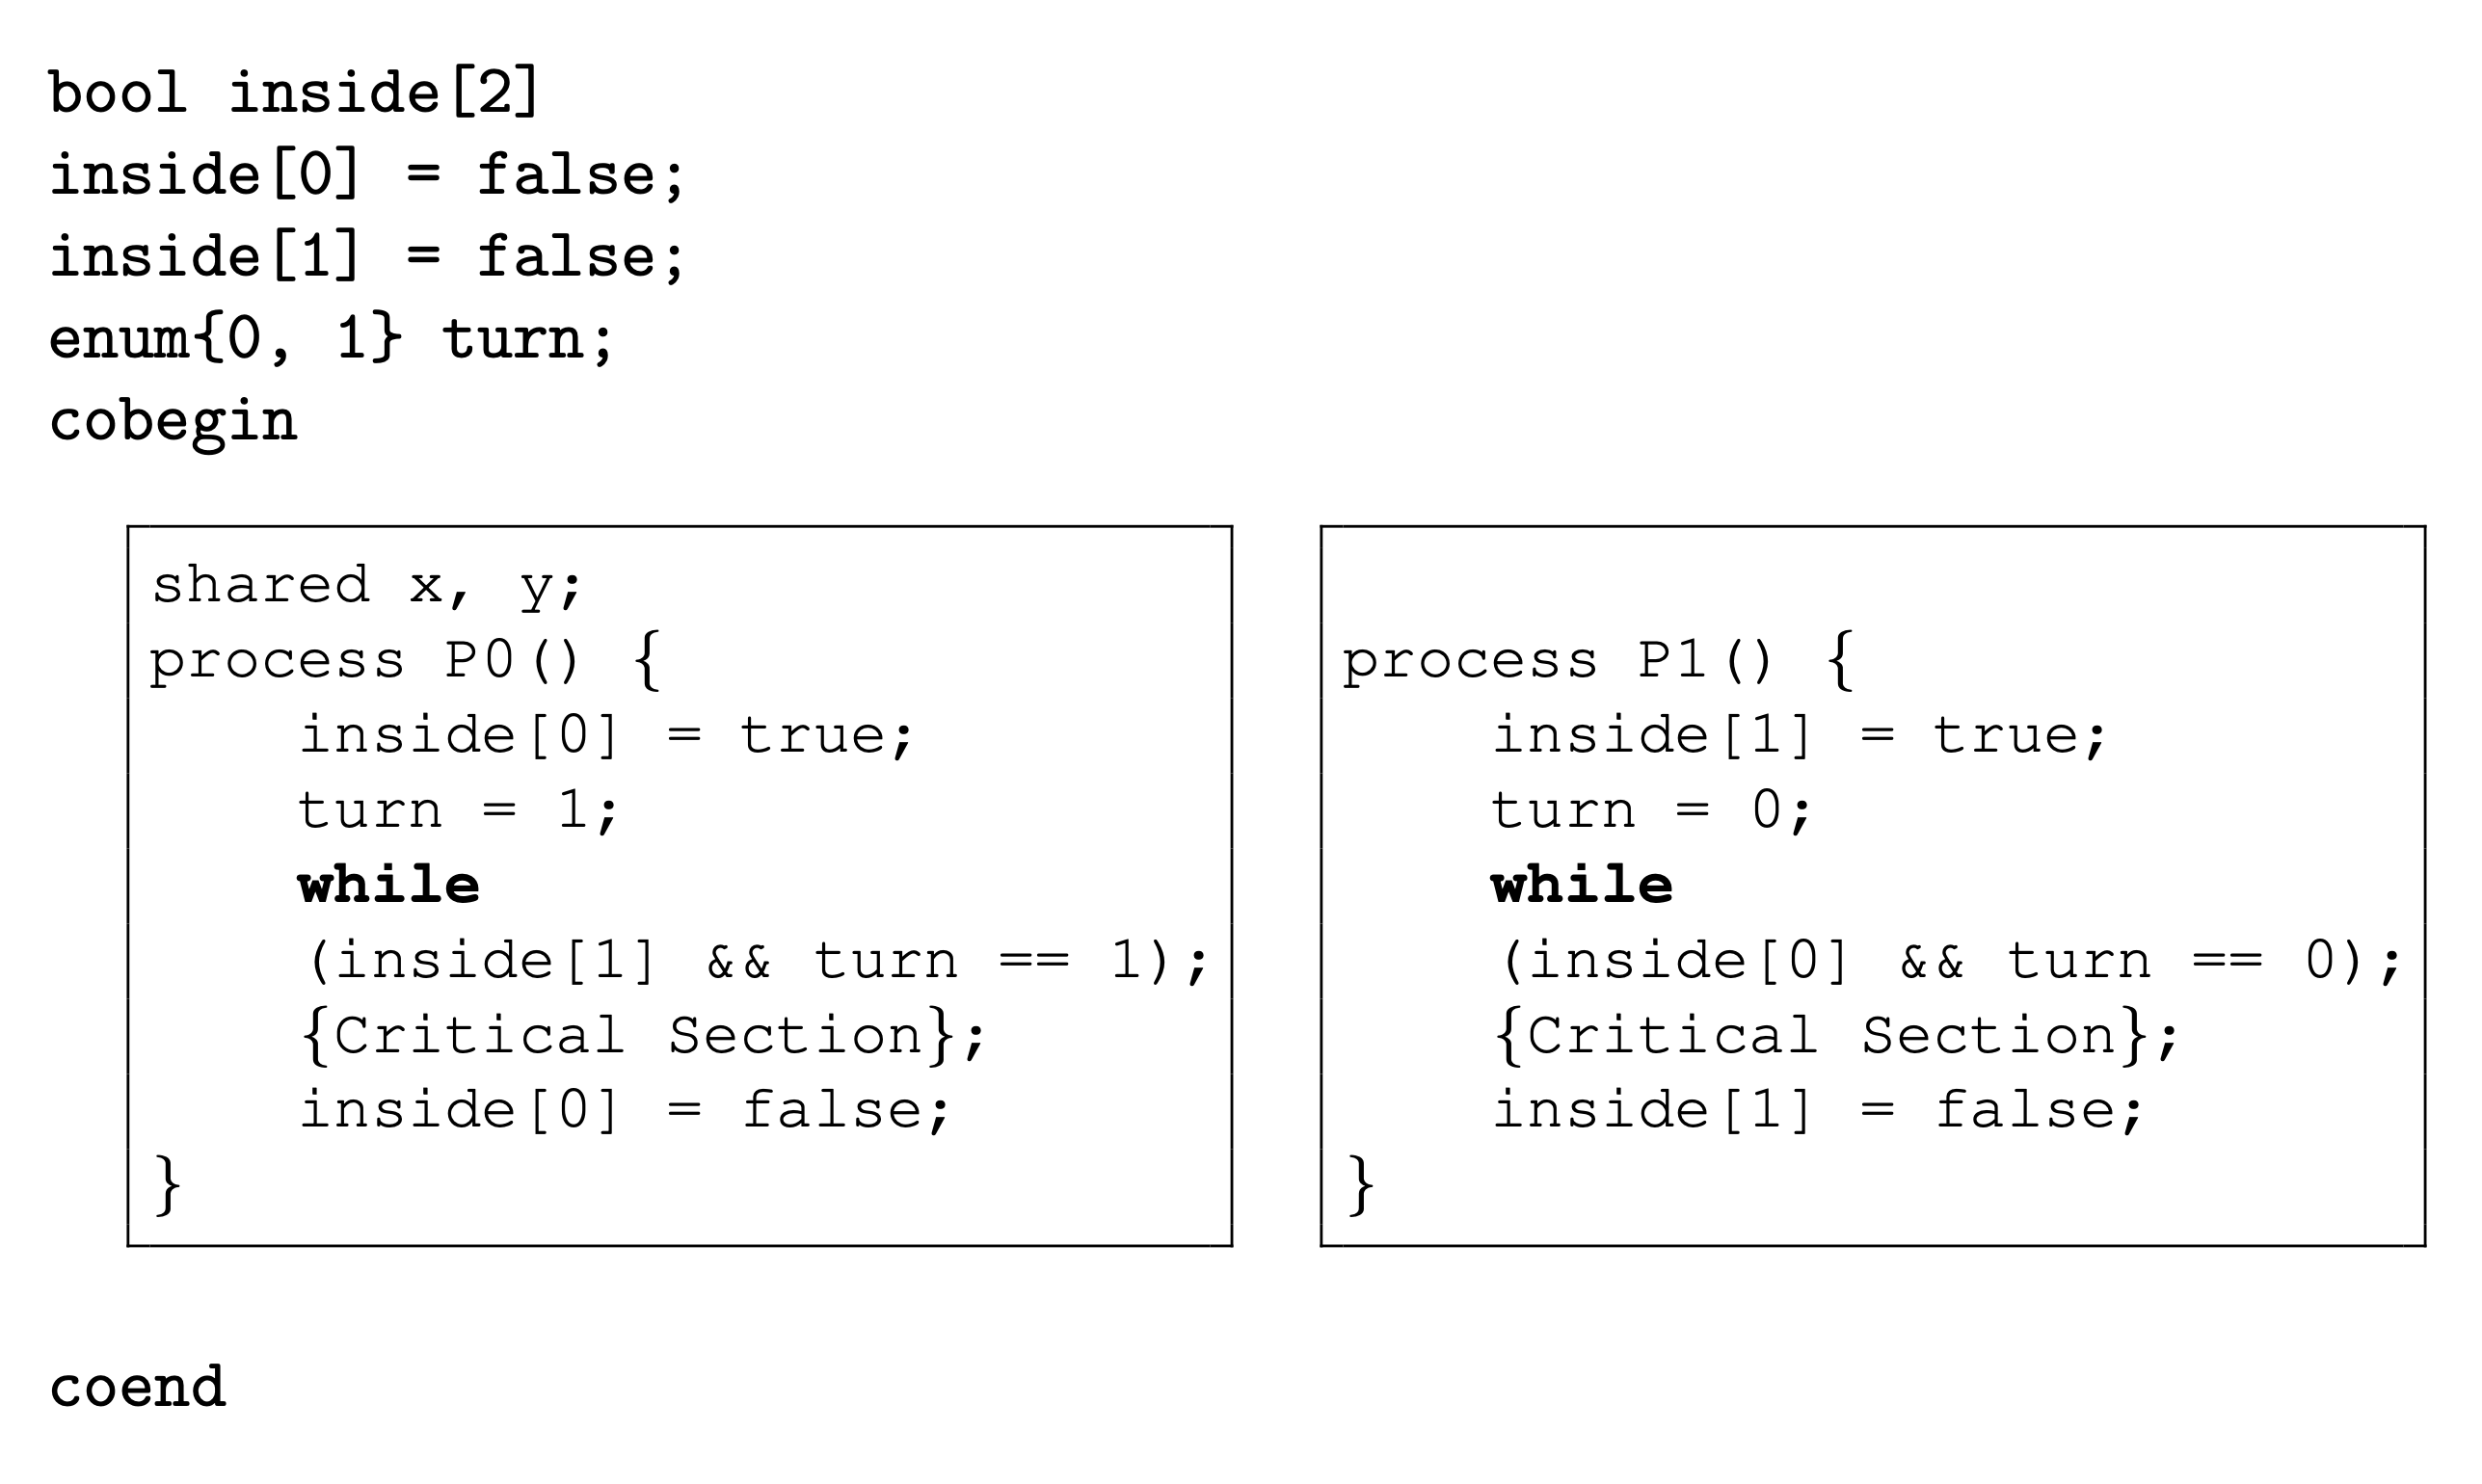 bool inside[2]
inside[0] = false;
inside[1] = false;
enum{0, 1} turn;
cobegin
shared x, y;
process P0() {
inside[0] = true;
turn = 1;
while
(inside[1] && turn == 1);
{Critical Section};
inside[0] = false;
}
process P1() {
inside[1] = true;
turn = 0;
while
(inside[0] && turn == 0);
{Critical Section};
inside[1] = false;
}
coend